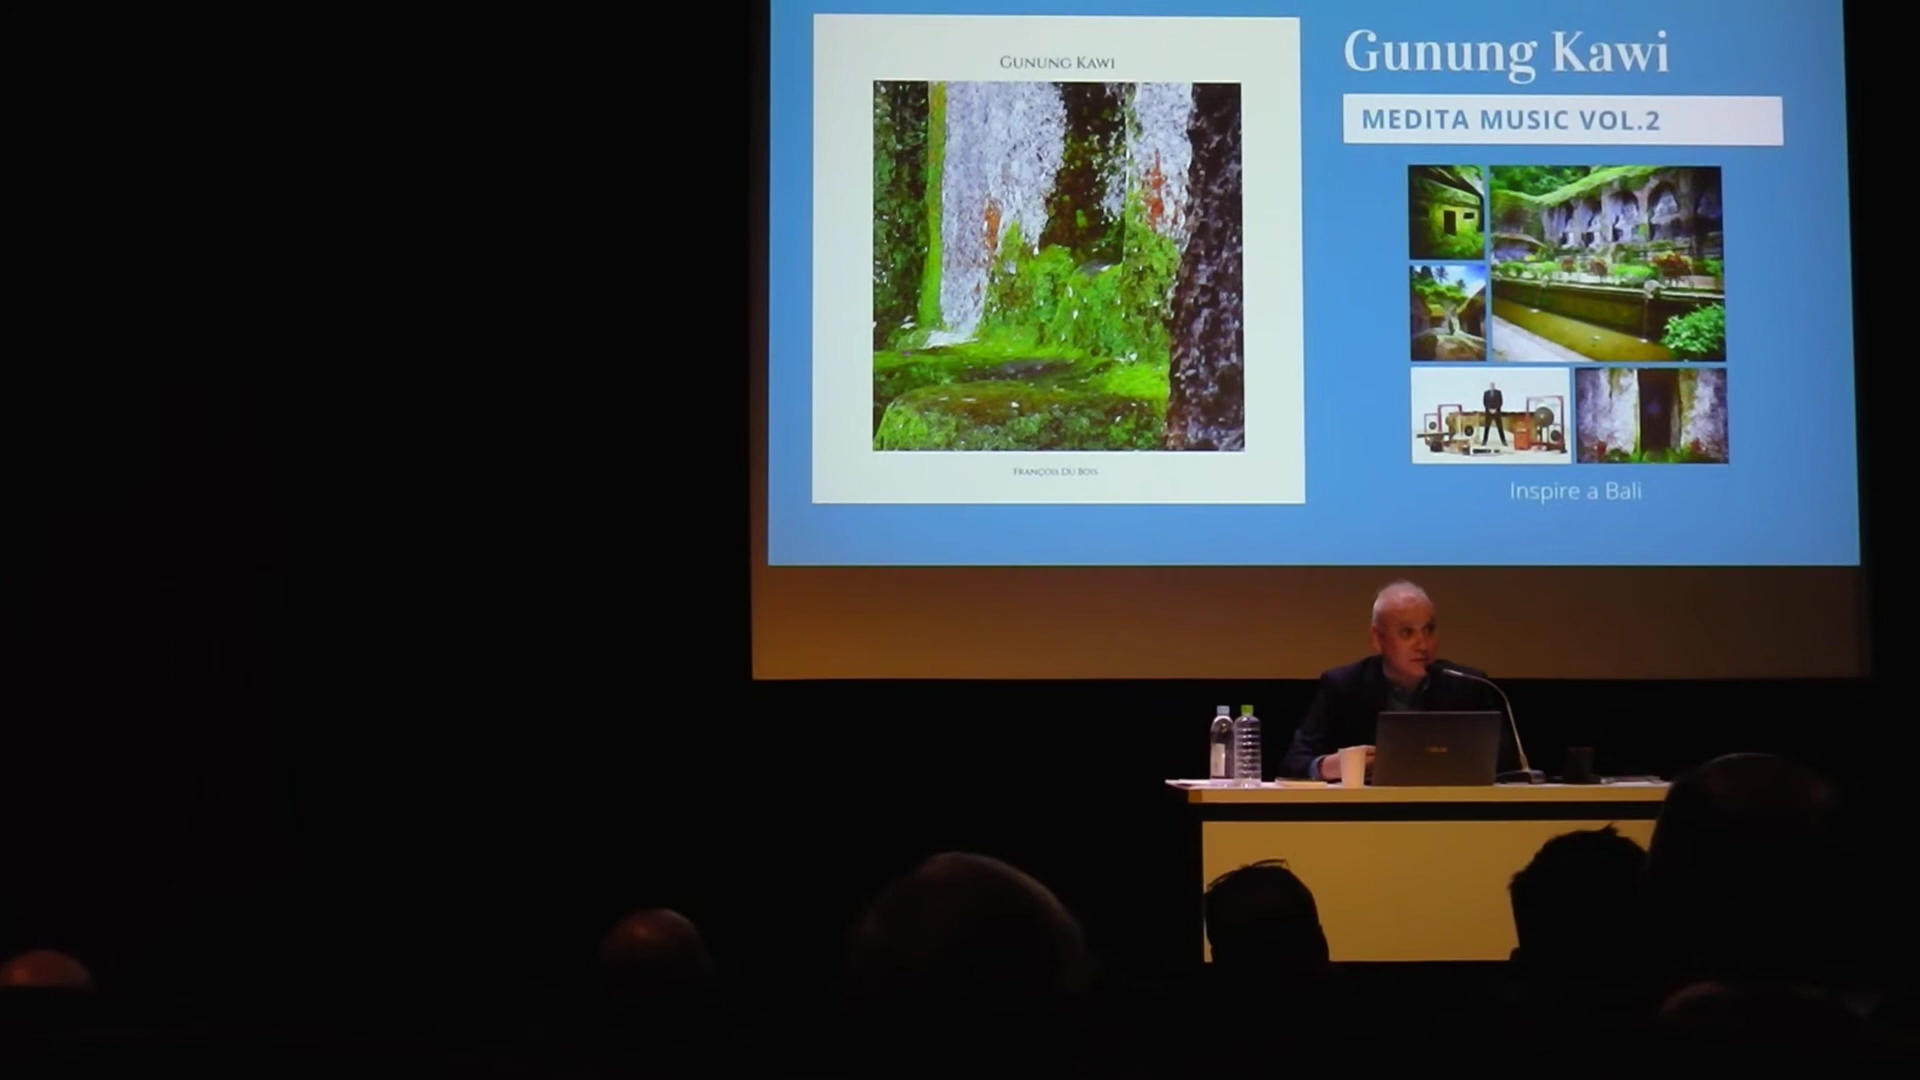 GUNUNG KAWI
FRANÇOIS DU BOIS
Gunung Kawi
MEDITA MUSIC VOL.2
Inspire a Bali